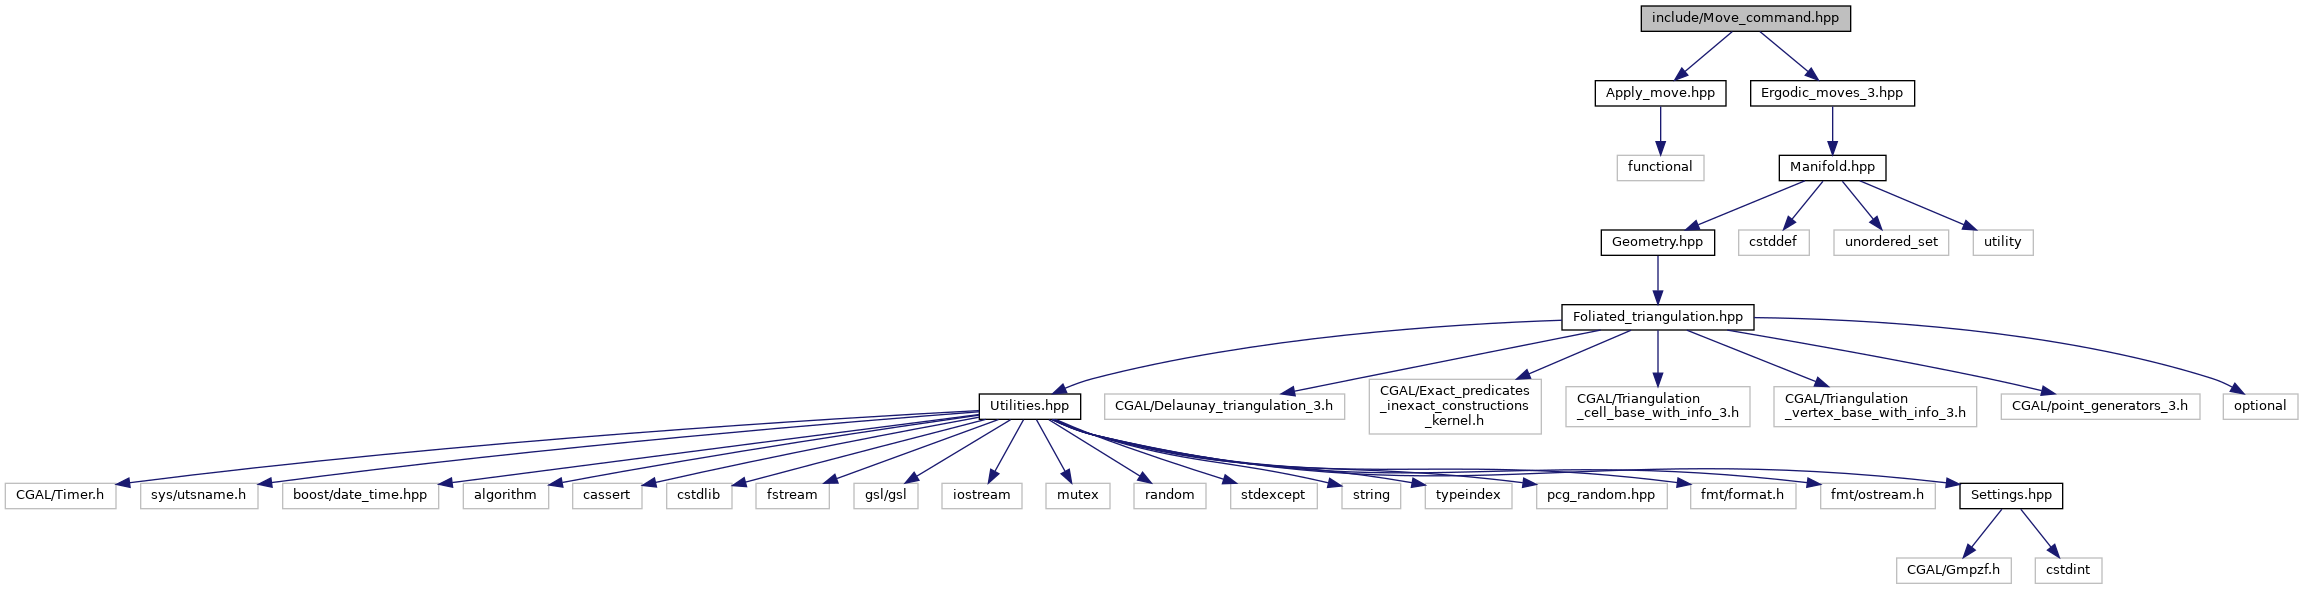 include/Move_command.hpp
Apply_move.hpp
Ergodic_moves_3.hpp
functional
Manifold.hpp
Geometry.hpp
cstddef
unordered_set
utility
Foliated_triangulation.hpp
Utilities.hpp
CGAL/Delaunay_triangulation_3.h
CGAL/Exact_predicates
_inexact_constructions
_kernel.h
CGAL/Triangulation
_cell_base_with_info_3.h
CGAL/Triangulation
_vertex_base_with_info_3.h
CGAL/point_generators_3.h
optional
CGAL/Timer.h
sys/utsname.h
boost/date_time.hpp
algorithm
cassert
cstdlib
fstream
gsl/gsl
iostream
mutex
random
stdexcept
string
typeindex
pcg_random.hpp
fmt/format.h
fmt/ostream.h
Settings.hpp
CGAL/Gmpzf.h
cstdint